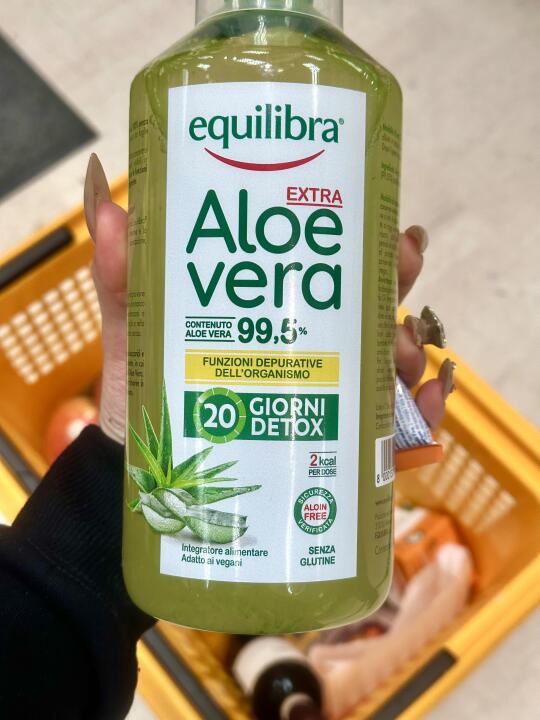 equilibra®
EXTRA
Aloe
vera
CONTENUTO
ALOE VERA 99,5%
FUNZIONI DEPURATIVE
DELL'ORGANISMO
20 GIORNI
DETOX
2 kcal
PER DOSE
SICUREZZA
ALOIN
FREE
VERIFICATA
Integratore alimentare
Adatto ai vegani
SENZA
GLUTINE